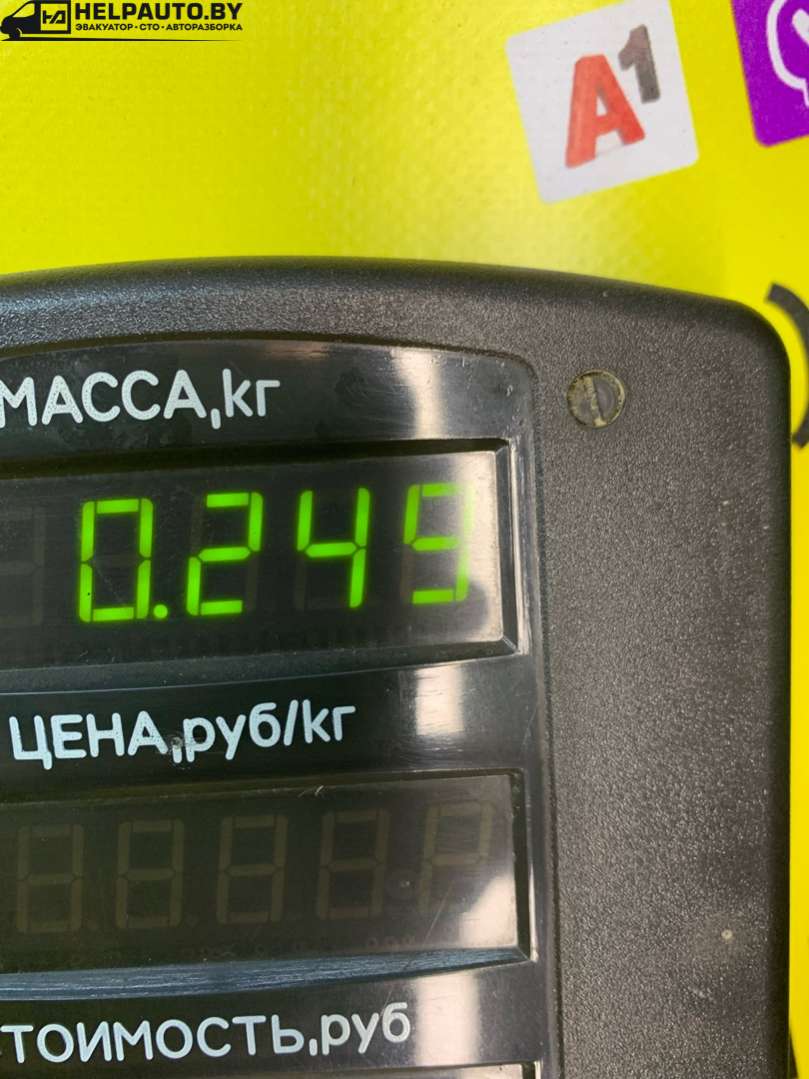 HELPAUTO.BY
ЭВАКУАТОР · СТО · АВТОРАЗБОРКА
A1
МАССА,кг
0.249
ЦЕНА,руб/кг
ТОИМОСТЬ,руб